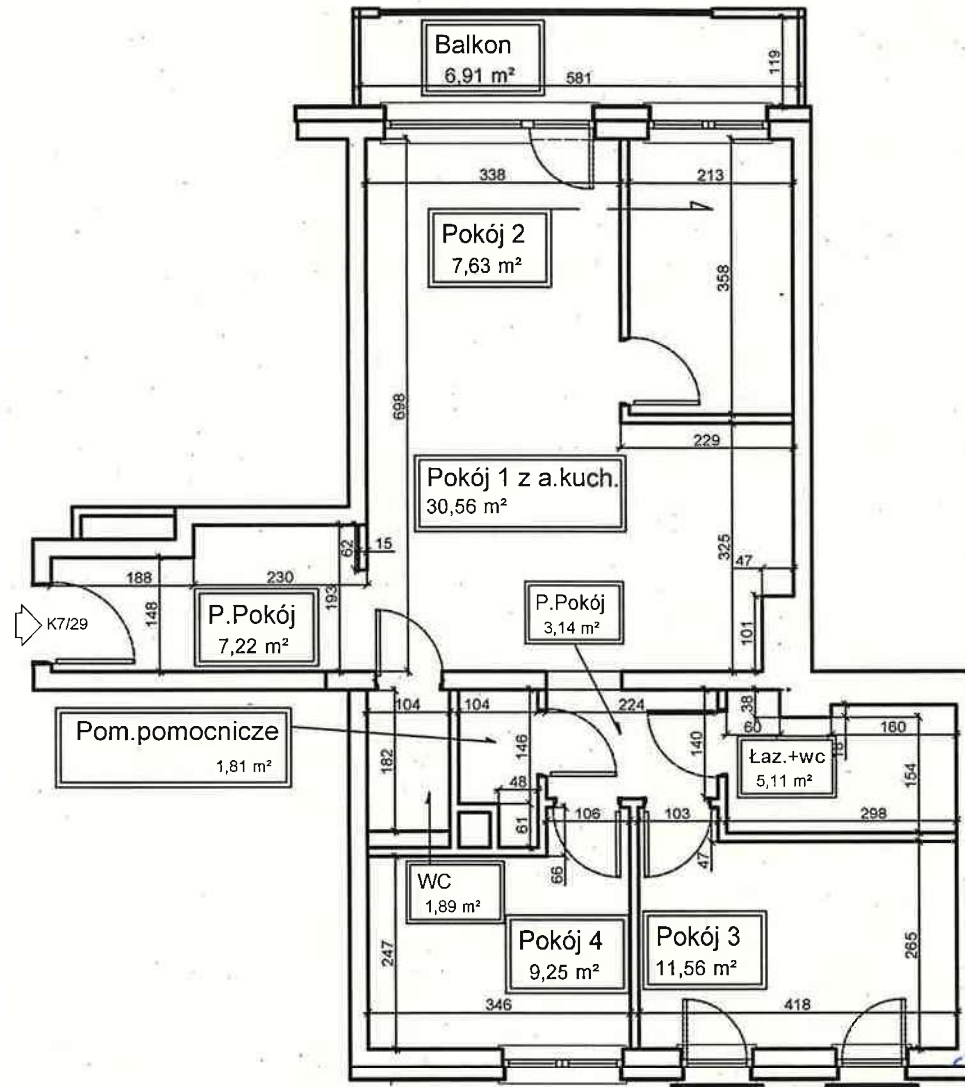 Balkon
6,91 m²
581
119
338
213
Pokój 2
7,63 m²
358
698
229
Pokój 1 z a.kuch.
30,56 m²
62
15
325
47
188
230
193
148
K7/29
P.Pokój
7,22 m²
P.Pokój
3,14 m²
101
104
104
224
38
60
160
18
Pom.pomocnicze
1,81 m²
182
146
140
Łaz.+wc
5,11 m²
154
48
61
106
103
298
66
47
WC
1,89 m²
247
Pokój 4
9,25 m²
Pokój 3
11,56 m²
265
346
418